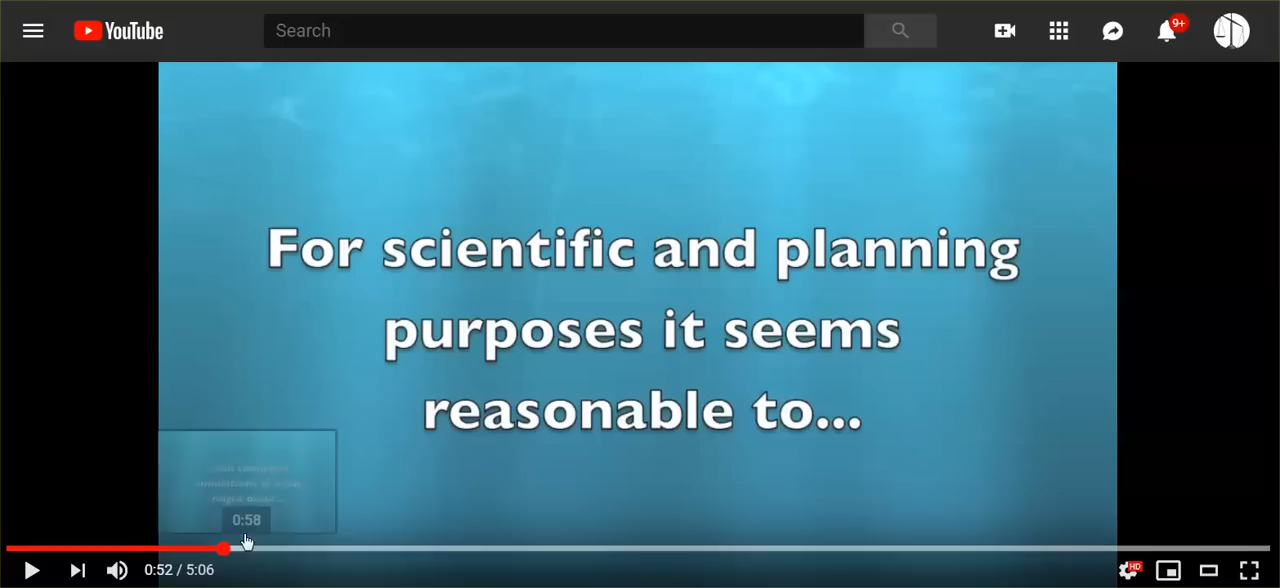 YouTube
Search
9+
For scientific and planning
purposes it seems
reasonable to...
0:58
0:52 / 5:06
HD